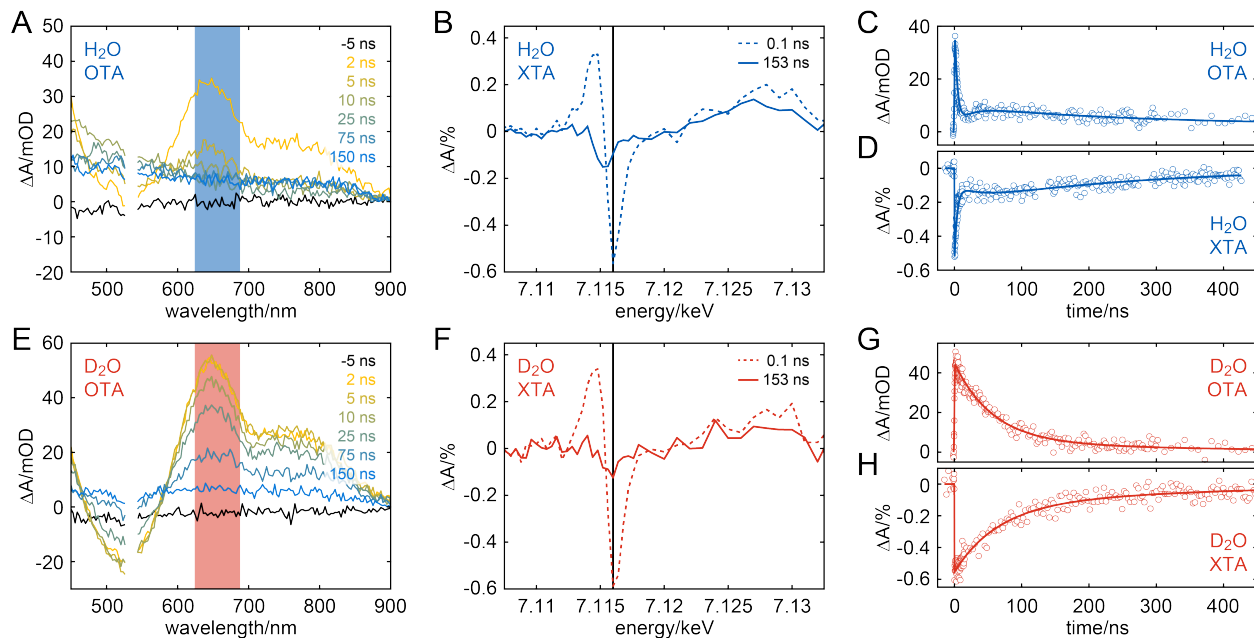 A
H₂O
OTA
-5 ns
2 ns
5 ns
10 ns
25 ns
75 ns
150 ns
50
40
30
20
10
0
-10
-20
ΔA/mOD
500
600
700
800
900
wavelength/nm
B
H₂O
XTA
0.1 ns
153 ns
0.4
0.2
0
-0.2
-0.4
-0.6
ΔA/%
7.11
7.115
7.12
7.125
7.13
energy/keV
C
H₂O
OTA
40
20
0
ΔA/mOD
D
0
-0.2
-0.4
-0.6
ΔA/%
H₂O
XTA
0
100
200
300
400
time/ns
E
D₂O
OTA
-5 ns
2 ns
5 ns
10 ns
25 ns
75 ns
150 ns
60
40
20
0
-20
ΔA/mOD
500
600
700
800
900
wavelength/nm
F
D₂O
XTA
0.1 ns
153 ns
0.4
0.2
0
-0.2
-0.4
-0.6
ΔA/%
7.11
7.115
7.12
7.125
7.13
energy/keV
G
D₂O
OTA
40
20
0
ΔA/mOD
H
0
-0.2
-0.4
-0.6
ΔA/%
D₂O
XTA
0
100
200
300
400
time/ns